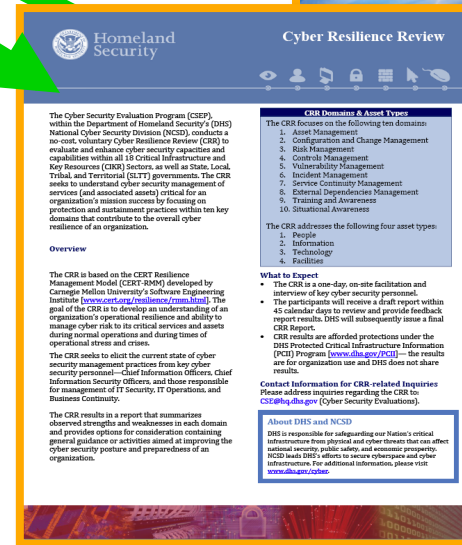 Homeland
Security
Cyber Resilience Review
The Cyber Security Evaluation Program (CSEP),
within the Department of Homeland Security's (DHS)
National Cyber Security Division (NCSD), conducts a
no-cost, voluntary Cyber Resilience Review (CRR) to
evaluate and enhance cyber security capacities and
capabilities within all 18 Critical Infrastructure and
Key Resources (CIKR) Sectors, as well as State, Local,
Tribal, and Territorial (SLTT) governments. The CRR
seeks to understand cyber security management of
services (and associated assets) critical for an
organization's mission success by focusing on
protection and sustainment practices within ten key
domains that contribute to the overall cyber
resilience of an organization.
Overview
The CRR is based on the CERT Resilience
Management Model (CERT-RMM) developed by
Carnegie Mellon University's Software Engineering
Institute [www.cert.org/resilience/rmm.html]. The
goal of the CRR is to develop an understanding of an
organization's operational resilience and ability to
manage cyber risk to its critical services and assets
during normal operations and during times of
operational stress and crises.
The CRR seeks to elicit the current state of cyber
security management practices from key cyber
security personnel—Chief Information Officers, Chief
Information Security Officers, and those responsible
for management of IT Security, IT Operations, and
Business Continuity.
The CRR results in a report that summarizes
observed strengths and weaknesses in each domain
and provides options for consideration containing
general guidance or activities aimed at improving the
cyber security posture and preparedness of an
organization.
CRR Domains & Asset Types
The CRR focuses on the following ten domains:
1. Asset Management
2. Configuration and Change Management
3. Risk Management
4. Controls Management
5. Vulnerability Management
6. Incident Management
7. Service Continuity Management
8. External Dependencies Management
9. Training and Awareness
10. Situational Awareness
The CRR addresses the following four asset types:
1. People
2. Information
3. Technology
4. Facilities
What to Expect
• The CRR is a one-day, on-site facilitation and
interview of key cyber security personnel.
• The participants will receive a draft report within
45 calendar days to review and provide feedback
report results. DHS will subsequently issue a final
CRR Report.
• CRR results are afforded protections under the
DHS Protected Critical Infrastructure Information
(PCII) Program [www.dhs.gov/PCII]— the results
are for organization use and DHS does not share
results.
Contact Information for CRR-related Inquiries
Please address inquiries regarding the CRR to:
CSE@hq.dhs.gov (Cyber Security Evaluations).
About DHS and NCSD
DHS is responsible for safeguarding our Nation's critical
infrastructure from physical and cyber threats that can affect
national security, public safety, and economic prosperity.
NCSD leads DHS's efforts to secure cyberspace and cyber
infrastructure. For additional information, please visit
www.dhs.gov/cyber.